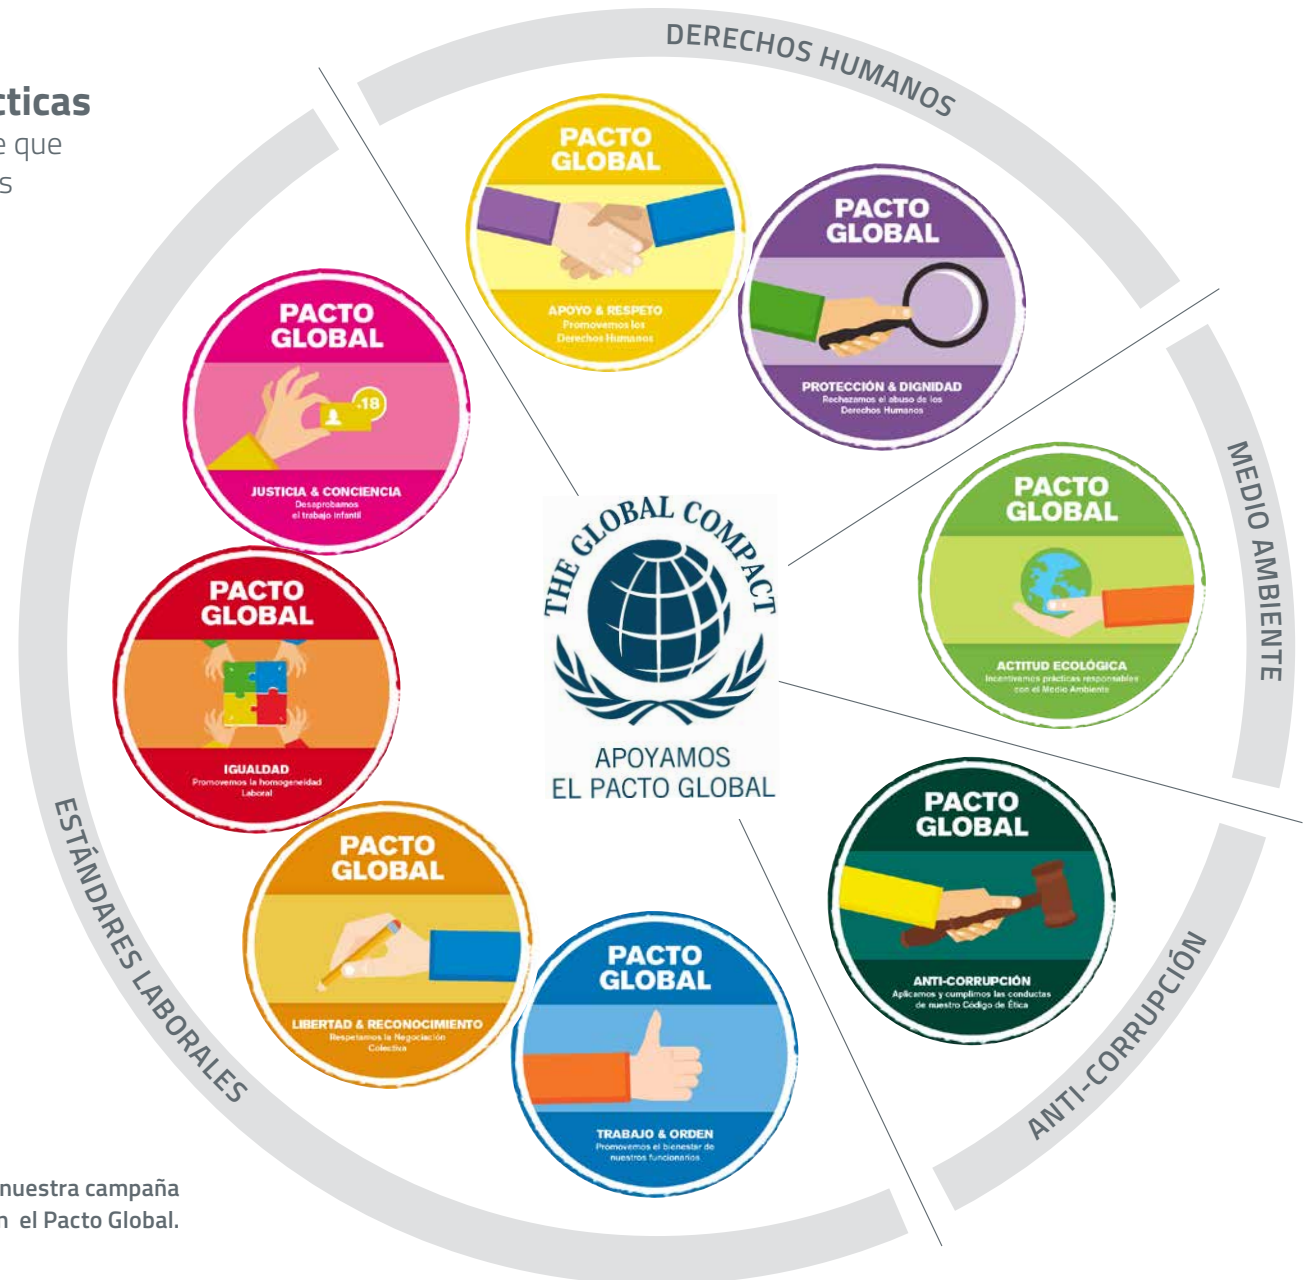 cticas
e que
s
DERECHOS HUMANOS
PACTO
GLOBAL
APOYO & RESPETO
Promovemos los
Derechos Humanos
PACTO
GLOBAL
PROTECCIÓN & DIGNIDAD
Rechazamos el abuso de los
Derechos Humanos
MEDIO AMBIENTE
PACTO
GLOBAL
ACTITUD ECOLÓGICA
Incentivamos prácticas responsables
con el Medio Ambiente
ANTI-CORRUPCIÓN
PACTO
GLOBAL
ANTI-CORRUPCIÓN
Aplicamos y cumplimos las conductas
de nuestro Código de Ética
ESTÁNDARES LABORALES
PACTO
GLOBAL
+18
JUSTICIA & CONCIENCIA
Desaprobamos
el trabajo infantil
PACTO
GLOBAL
IGUALDAD
Promovemos la homogeneidad
Laboral
PACTO
GLOBAL
LIBERTAD & RECONOCIMIENTO
Respetamos la Negociación
Colectiva
PACTO
GLOBAL
TRABAJO & ORDEN
Promovemos el bienestar de
nuestros funcionarios
THE GLOBAL COMPACT
APOYAMOS
EL PACTO GLOBAL
nuestra campaña
n el Pacto Global.